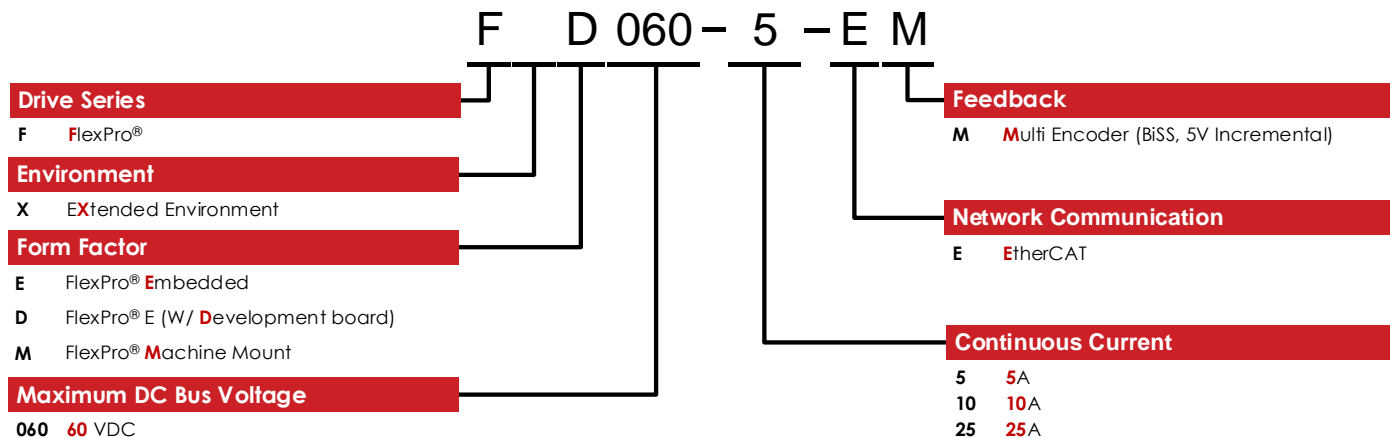 F D 060 – 5 – E M
Drive Series
F FlexPro®
Environment
X EXtended Environment
Form Factor
E FlexPro® Embedded
D FlexPro® E (W/ Development board)
M FlexPro® Machine Mount
Maximum DC Bus Voltage
060 60 VDC
Feedback
M Multi Encoder (BiSS, 5V Incremental)
Network Communication
E EtherCAT
Continuous Current
5 5A
10 10A
25 25A